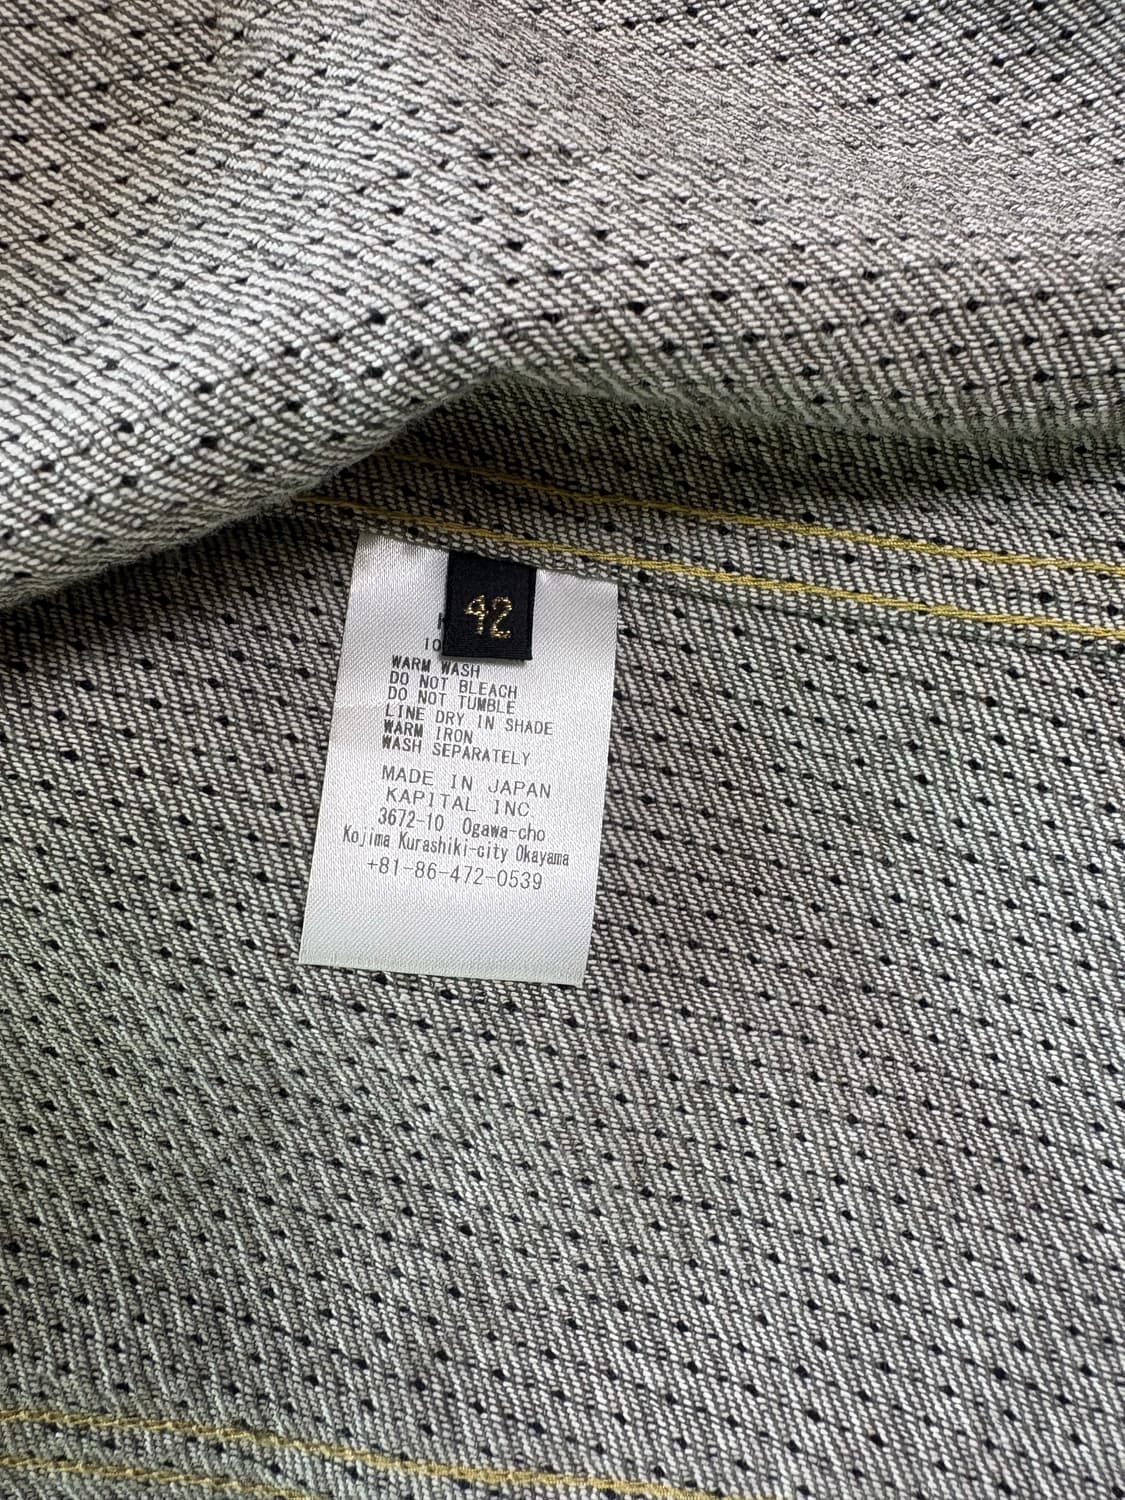 42
10
WARM WASH
DO NOT BLEACH
DO NOT TUMBLE
LINE DRY IN SHADE
WARM IRON
WASH SEPARATELY
MADE IN JAPAN
KAPITAL INC.
3672-10 Ogawa-cho
Kojima Kurashiki-city Okayama
+81-86-472-0539